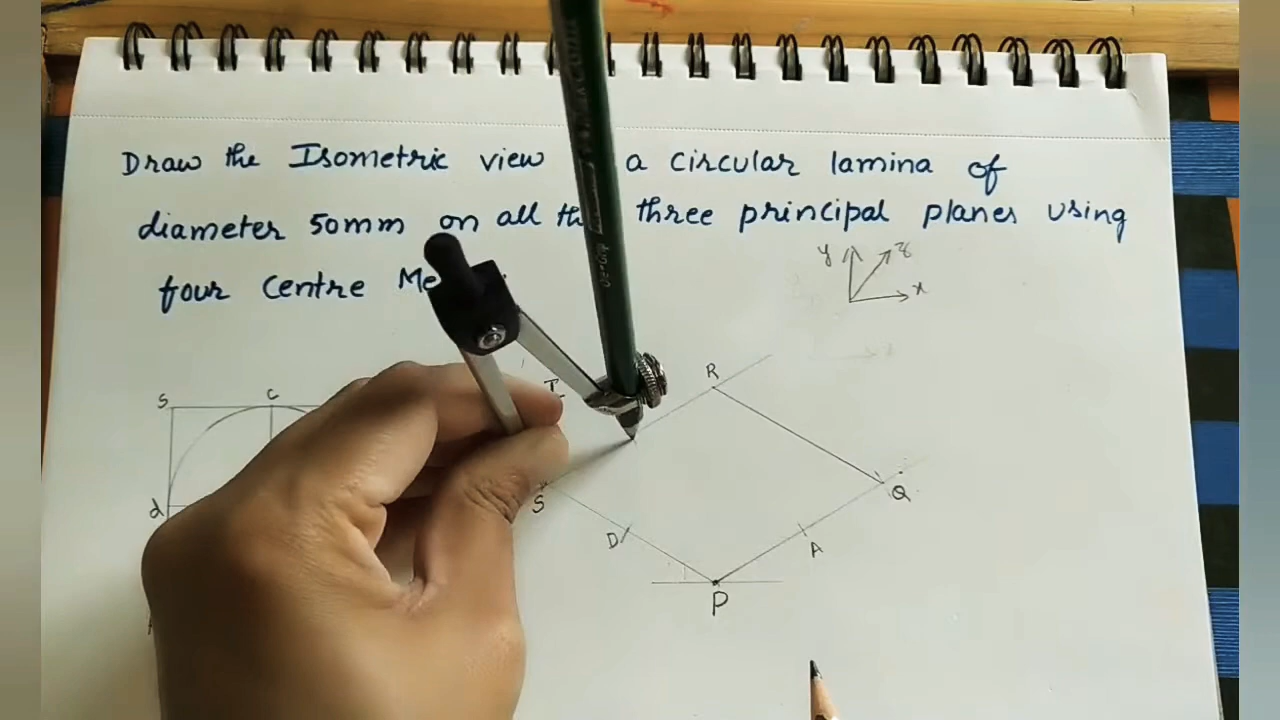 Draw the Isometric view a circular lamina of
diameter 50mm on all three principal planes using
four Centre
y z
x
R
S C
d
S
Q
D A
P